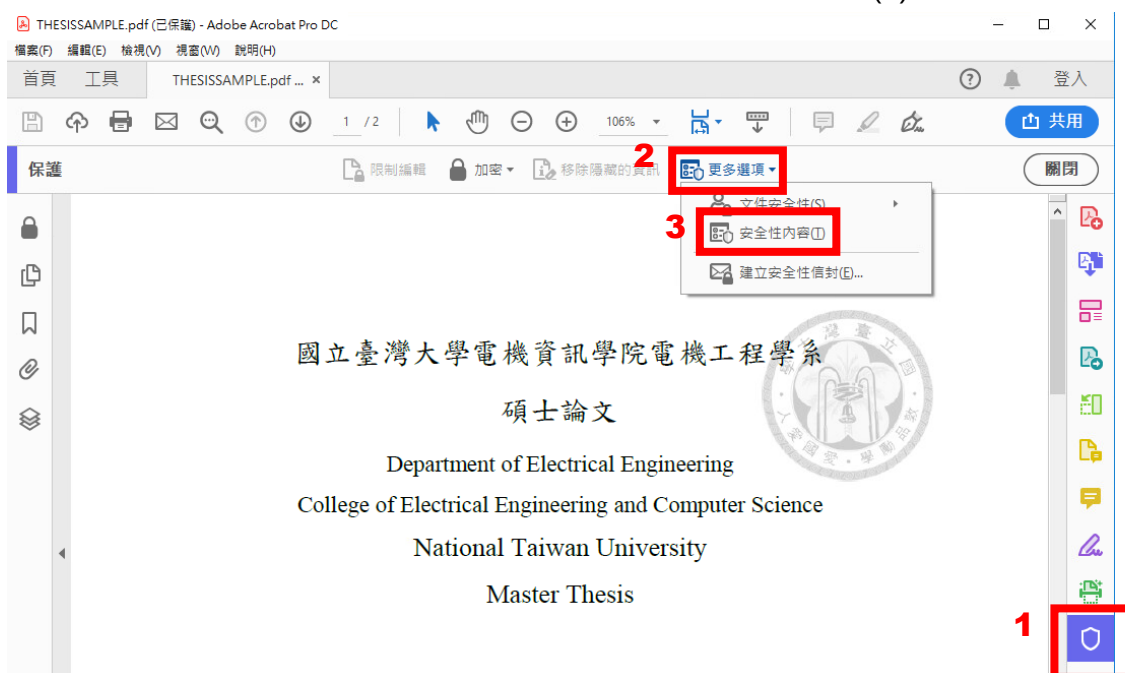 THESISSAMPLE.pdf (已保護) - Adobe Acrobat Pro DC
檔案(F) 編輯(E) 檢視(V) 視窗(W) 說明(H)
首頁 工具 THESISSAMPLE.pdf ... × 登入
1 / 2 106% 共用
保護 限制編輯 加密 移除隱藏的資訊 2 更多選項 關閉
文件安全性(S)
3 安全性內容(T)
建立安全性信封(E)...
國立臺灣大學電機資訊學院電機工程學系
碩士論文
Department of Electrical Engineering
College of Electrical Engineering and Computer Science
National Taiwan University
Master Thesis
1